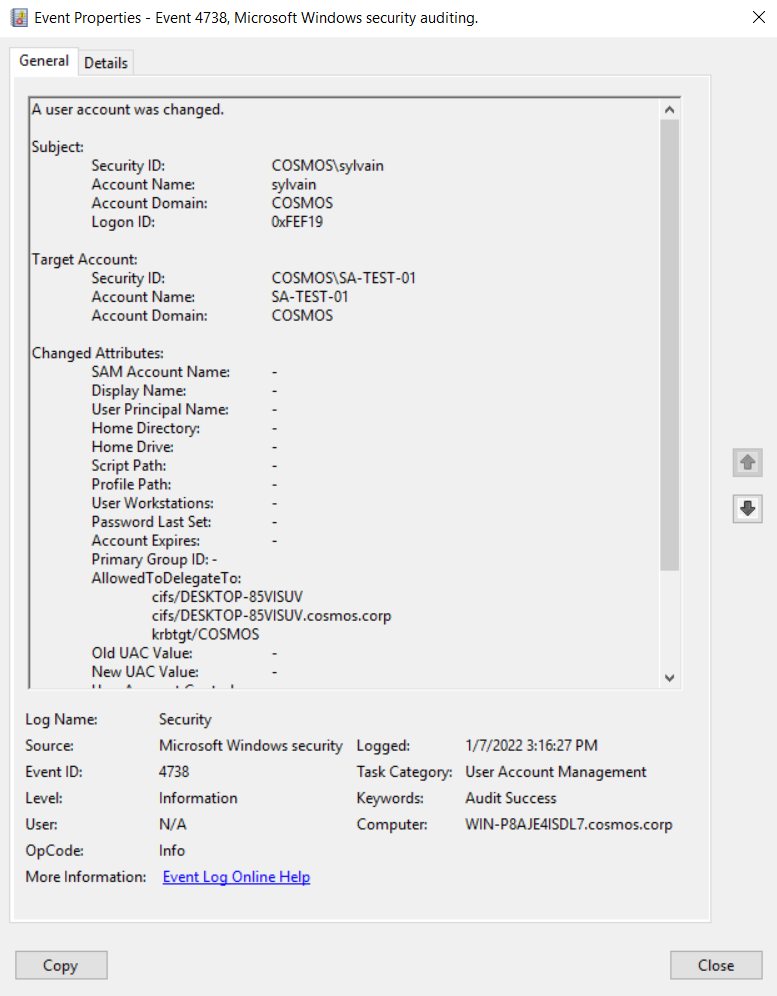 Event Properties - Event 4738, Microsoft Windows security auditing.
General Details
A user account was changed.
Subject:
Security ID: COSMOS\sylvain
Account Name: sylvain
Account Domain: COSMOS
Logon ID: 0xFEF19
Target Account:
Security ID: COSMOS\SA-TEST-01
Account Name: SA-TEST-01
Account Domain: COSMOS
Changed Attributes:
SAM Account Name: -
Display Name: -
User Principal Name: -
Home Directory: -
Home Drive: -
Script Path: -
Profile Path: -
User Workstations: -
Password Last Set: -
Account Expires: -
Primary Group ID: -
AllowedToDelegateTo:
cifs/DESKTOP-85VISUV
cifs/DESKTOP-85VISUV.cosmos.corp
krbtgt/COSMOS
Old UAC Value: -
New UAC Value: -
Log Name: Security
Source: Microsoft Windows security Logged: 1/7/2022 3:16:27 PM
Event ID: 4738 Task Category: User Account Management
Level: Information Keywords: Audit Success
User: N/A Computer: WIN-P8AJE4ISDL7.cosmos.corp
OpCode: Info
More Information: Event Log Online Help
Copy Close